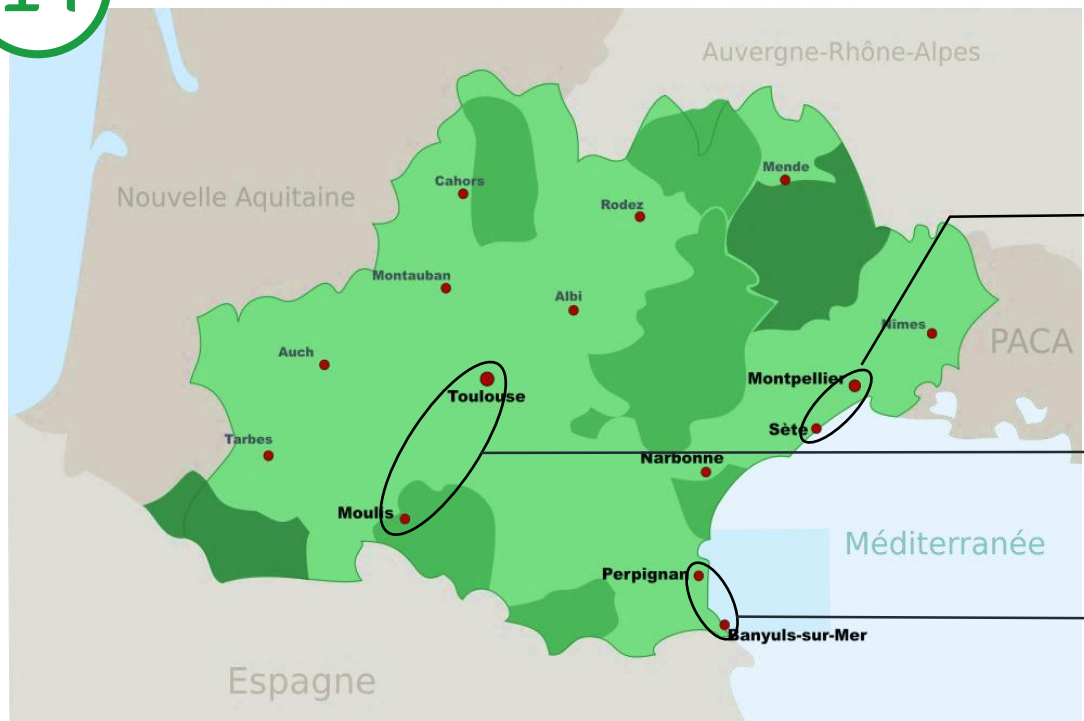 Auvergne-Rhône-Alpes
Mende
Cahors
Nouvelle Aquitaine
Rodez
Montauban
Albi
Nîmes
PACA
Auch
Montpellier
Toulouse
Sète
Tarbes
Narbonne
Moulis
Méditerranée
Perpignan
Banyuls-sur-Mer
Espagne